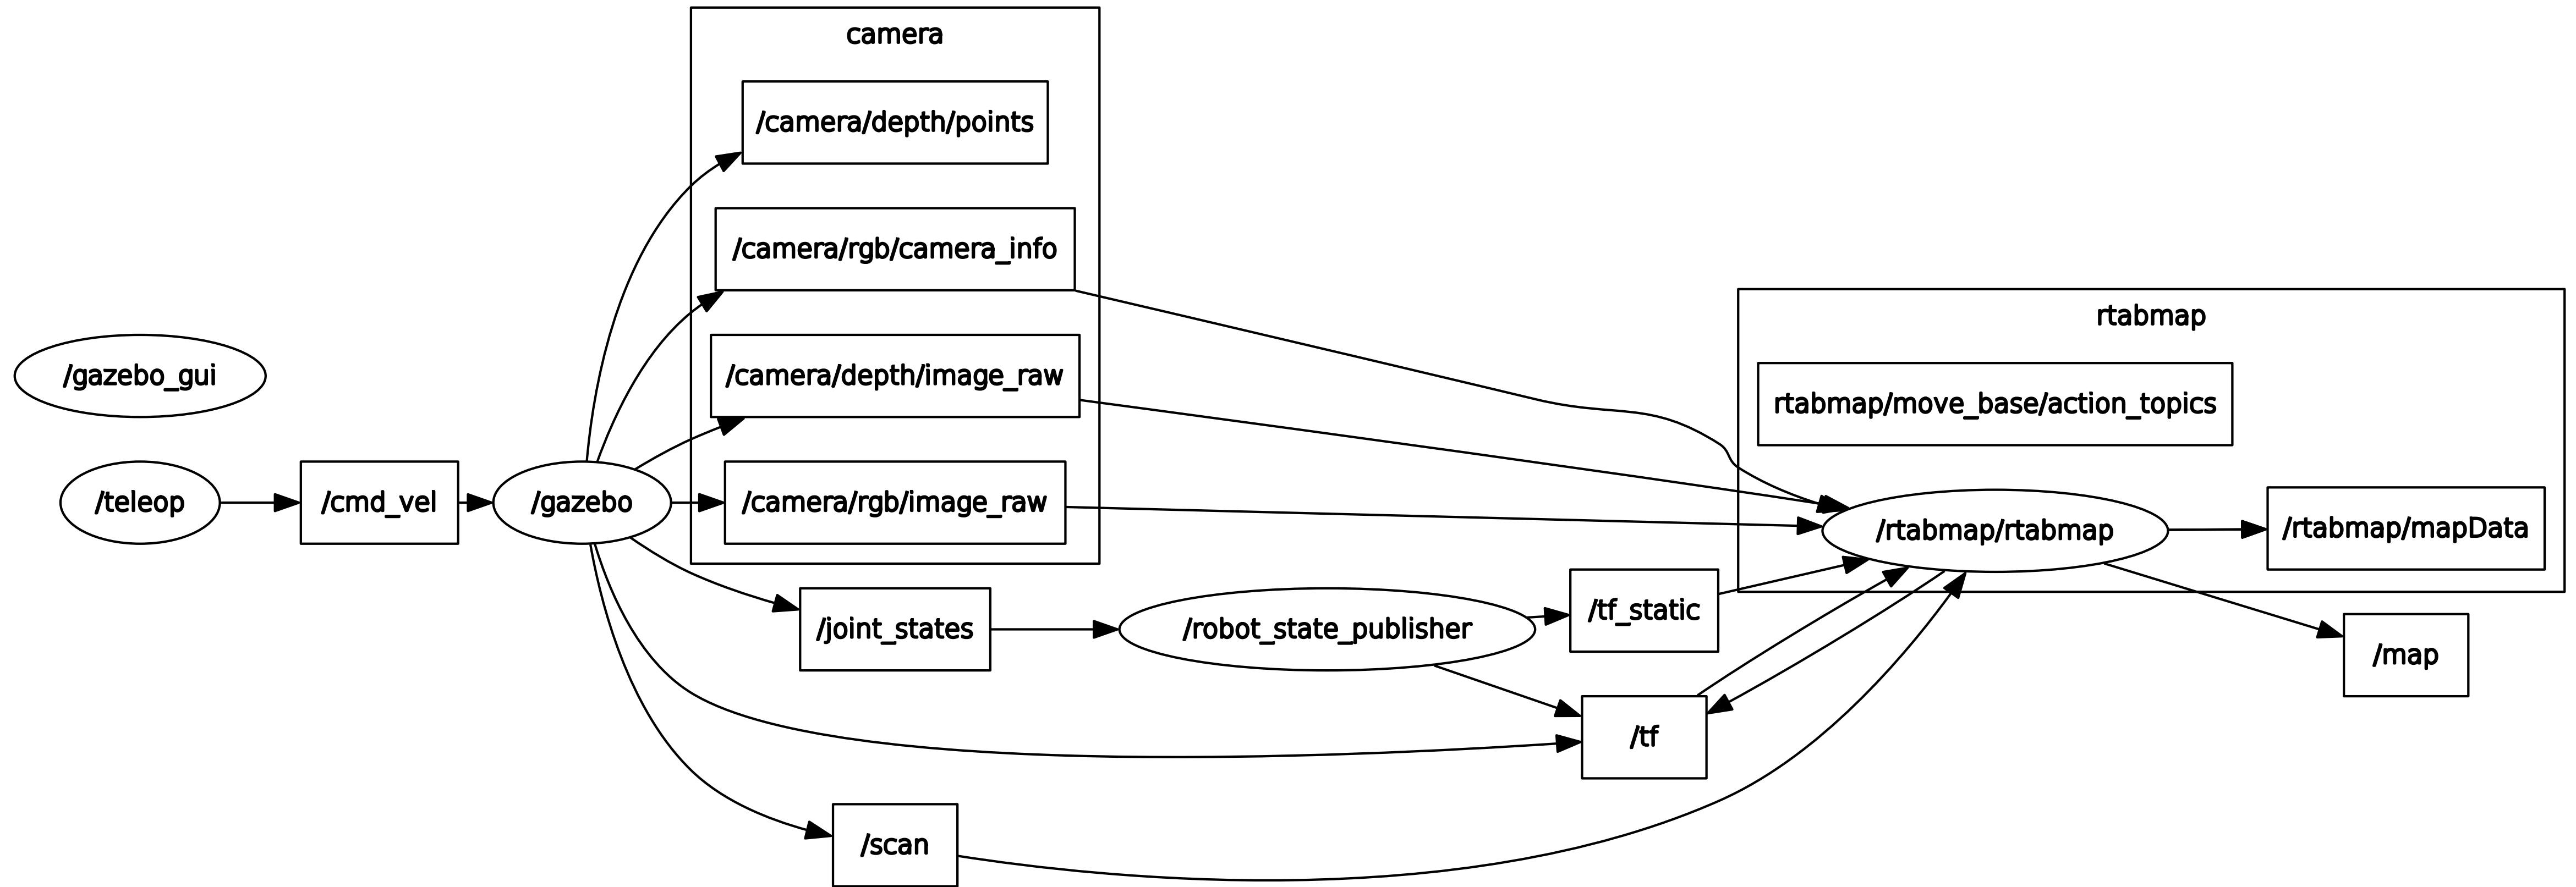 camera
/camera/depth/points
/camera/rgb/camera_info
rtabmap
/gazebo_gui
/camera/depth/image_raw
rtabmap/move_base/action_topics
/teleop
/cmd_vel
/gazebo
/camera/rgb/image_raw
/rtabmap/rtabmap
/rtabmap/mapData
/joint_states
/robot_state_publisher
/tf_static
/map
/tf
/scan